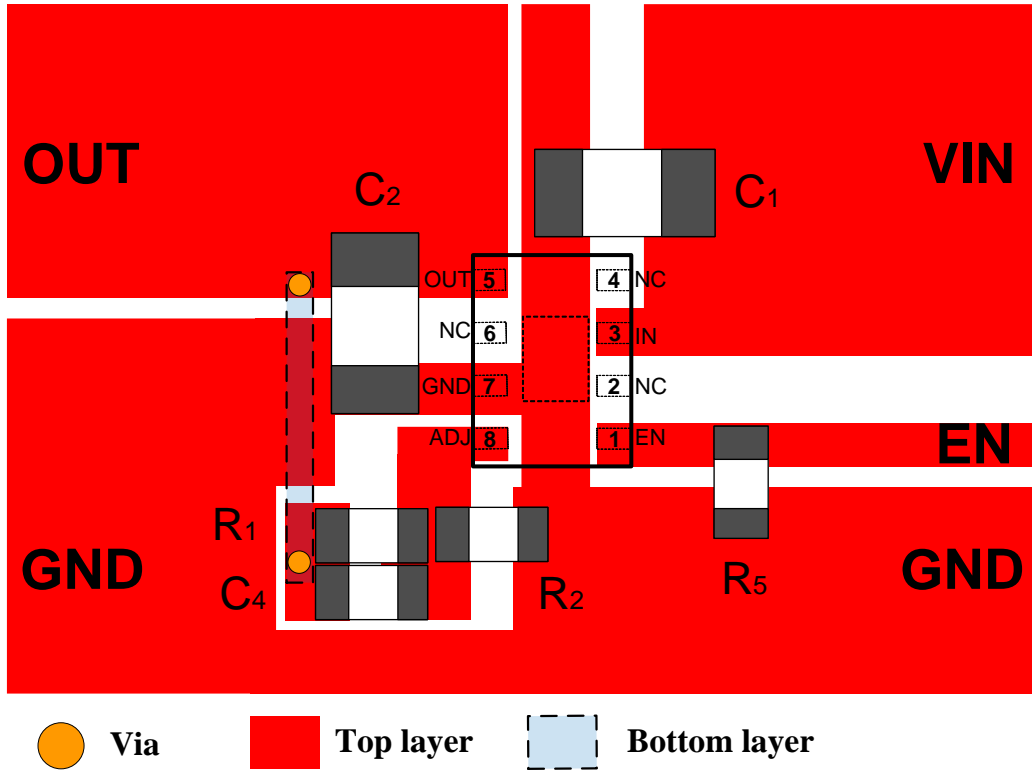 OUT
VIN
C2
C1
OUT 5
4 NC
NC 6
3 IN
GND 7
2 NC
ADJ 8
1 EN
EN
R1
GND
GND
C4
R2
R5
Via
Top layer
Bottom layer